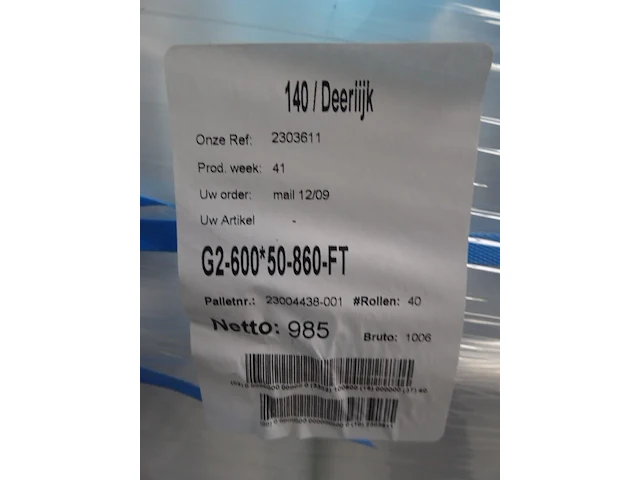 140 / Deeriijk
Onze Ref: 2303611
Prod. week: 41
Uw order: mail 12/09
Uw Artikel -
G2-600*50-860-FT
Palletnr.: 23004438-001 #Rollen: 40
Netto: 985 Bruto: 1006